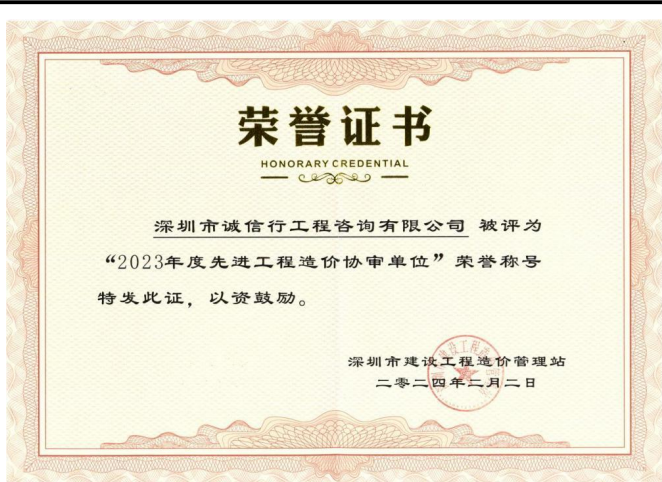 荣誉证书
HONORARY CREDENTIAL
深圳市诚信行工程咨询有限公司 被评为
“2023年度先进工程造价协审单位”荣誉称号
特发此证，以资鼓励。
深圳市建设工程造价管理站
二零二四年二月二日